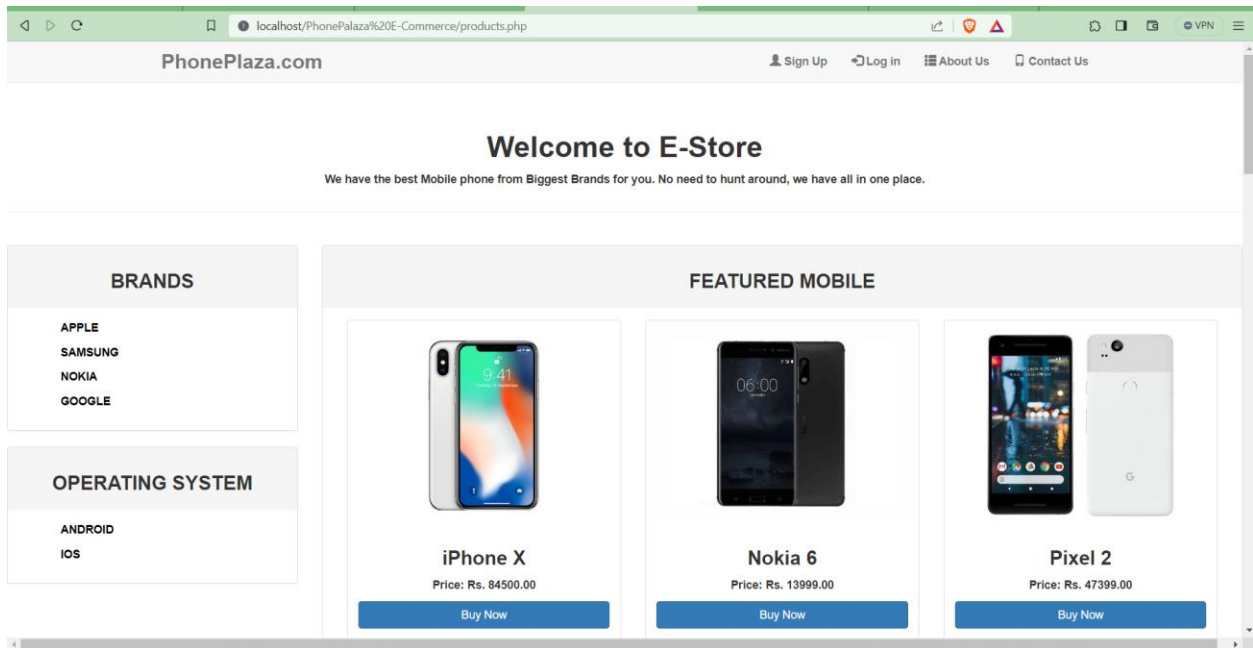 localhost/PhonePalaza%20E-Commerce/products.php
VPN
PhonePlaza.com
Sign Up
Log in
About Us
Contact Us
Welcome to E-Store
We have the best Mobile phone from Biggest Brands for you. No need to hunt around, we have all in one place.
BRANDS
APPLE
SAMSUNG
NOKIA
GOOGLE
OPERATING SYSTEM
ANDROID
IOS
FEATURED MOBILE
9:41
iPhone X
Price: Rs. 84500.00
Buy Now
06:00
Nokia 6
Price: Rs. 13999.00
Buy Now
G
Pixel 2
Price: Rs. 47399.00
Buy Now